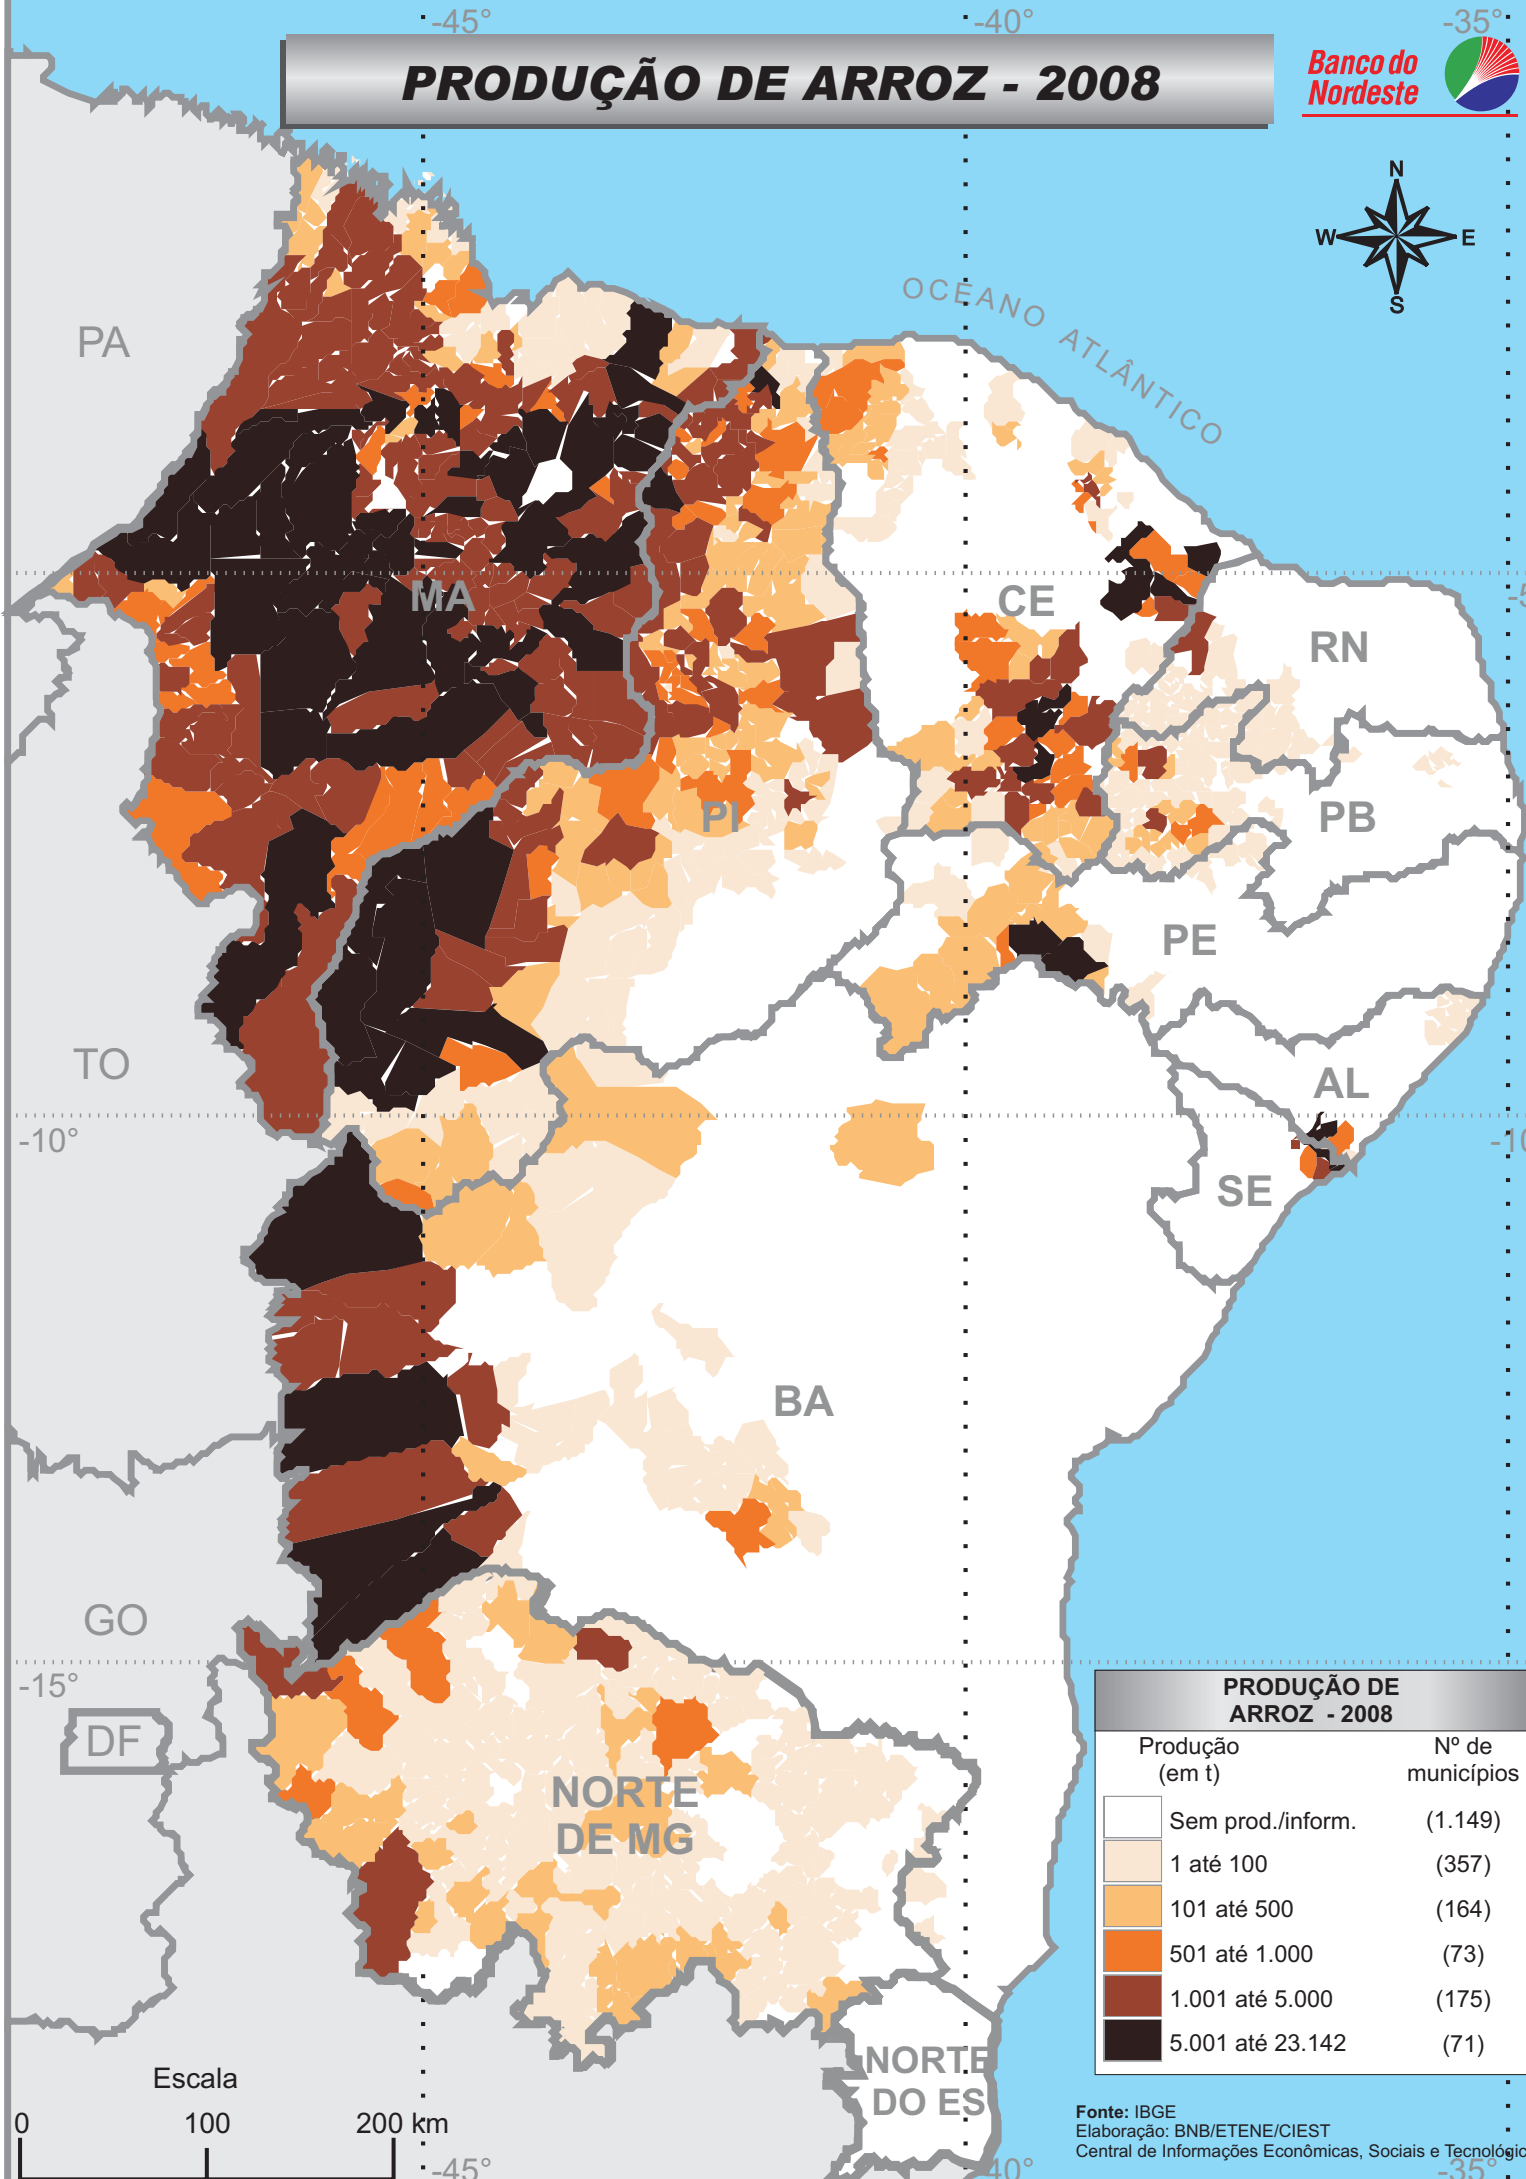 -45°
-40°
-35°
PRODUÇÃO DE ARROZ - 2008
Banco do
Nordeste
N
W
E
S
OCEANO ATLÂNTICO
PA
MA
CE
RN
PI
PB
PE
TO
AL
-10°
SE
BA
GO
-15°
DF
NORTE
DE MG
NORTE
DO ES
PRODUÇÃO DE
ARROZ - 2008
Produção
(em t)
Nº de
municípios
Sem prod./inform. (1.149)
1 até 100 (357)
101 até 500 (164)
501 até 1.000 (73)
1.001 até 5.000 (175)
5.001 até 23.142 (71)
Escala
0 100 200 km
Fonte: IBGE
Elaboração: BNB/ETENE/CIEST
Central de Informações Econômicas, Sociais e
-45°
-40°
-35°